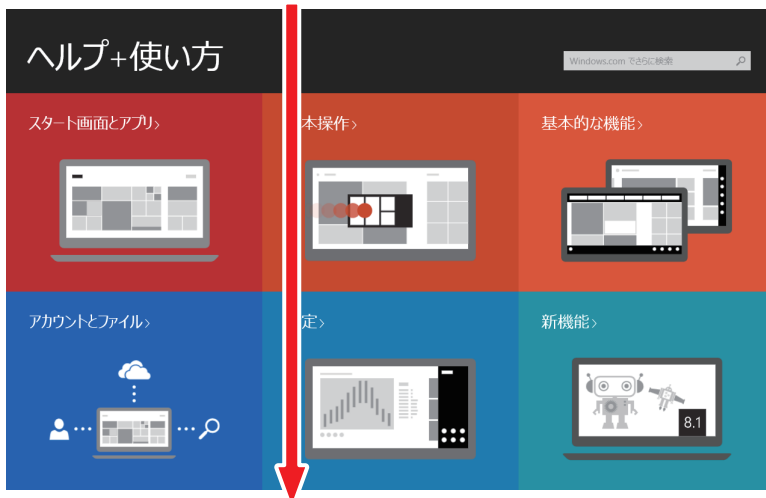 ヘルプ+使い方
Windows.com でさらに検索
スタート画面とアプリ›
本操作›
基本的な機能›
アカウントとファイル›
定›
新機能›
8.1